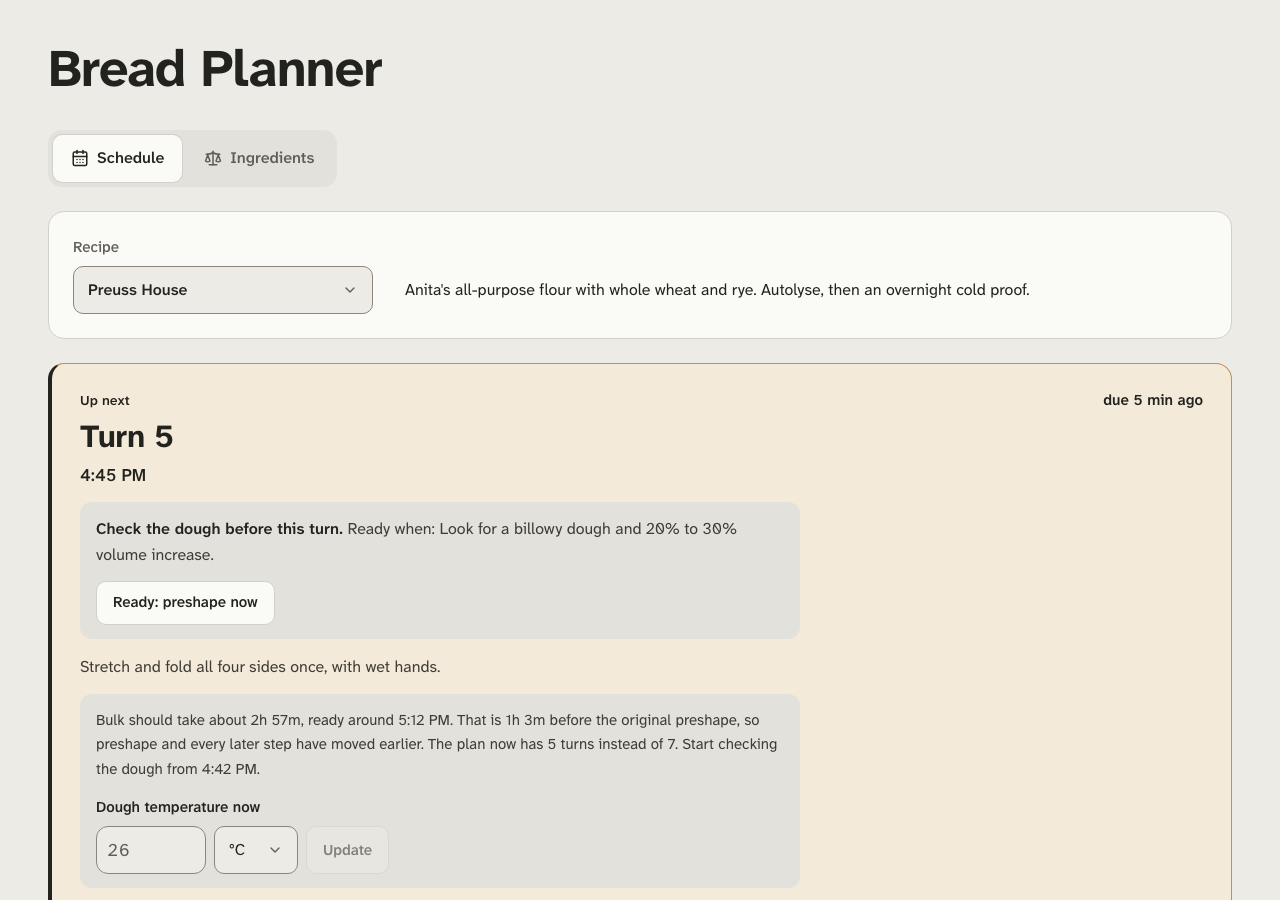 Bread Planner
Schedule
Ingredients
Recipe
Preuss House
Anita's all-purpose flour with whole wheat and rye. Autolyse, then an overnight cold proof.
Up next
due 5 min ago
Turn 5
4:45 PM
Check the dough before this turn. Ready when: Look for a billowy dough and 20% to 30%
volume increase.
Ready: preshape now
Stretch and fold all four sides once, with wet hands.
Bulk should take about 2h 57m, ready around 5:12 PM. That is 1h 3m before the original preshape, so
preshape and every later step have moved earlier. The plan now has 5 turns instead of 7. Start checking
the dough from 4:42 PM.
Dough temperature now
26
°C
Update